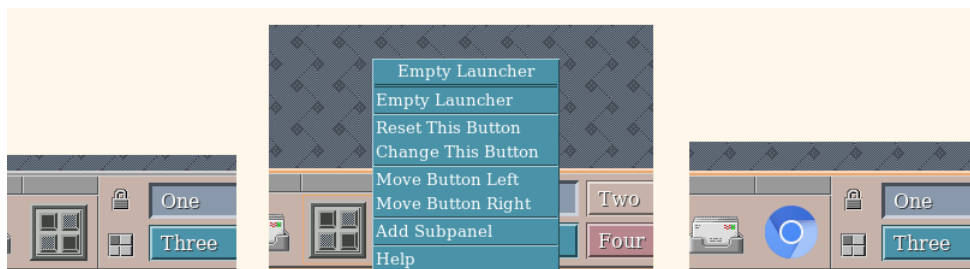 One
Three
Empty Launcher
Empty Launcher
Reset This Button
Change This Button
Move Button Left
Move Button Right
Add Subpanel
Help
Two
Four
One
Three